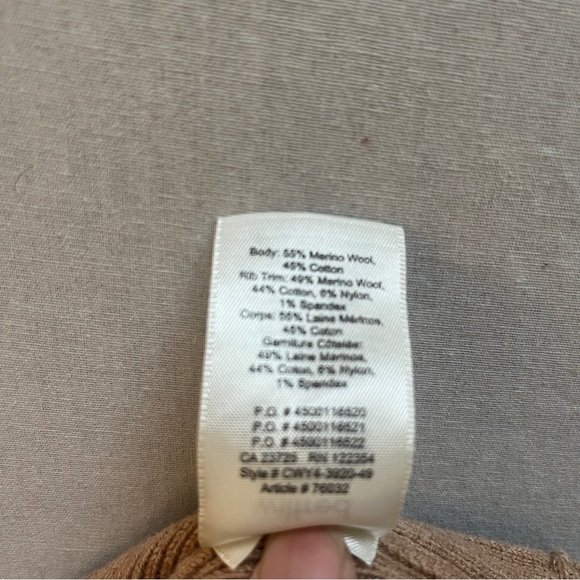 Body: 55% Merino Wool,
45% Cotton
Rib Trim: 49% Merino Wool,
44% Cotton, 6% Nylon,
1% Spandex
Corps: 55% Laine Mérinos,
45% Coton
Garniture Côtelée:
49% Laine Mérinos,
44% Coton, 6% Nylon,
1% Spandex
P.O. # 4500116520
P.O. # 4500116521
P.O. # 4500116522
CA 23725 RN 122354
Style # CWY4-3920-49
Article # 76032